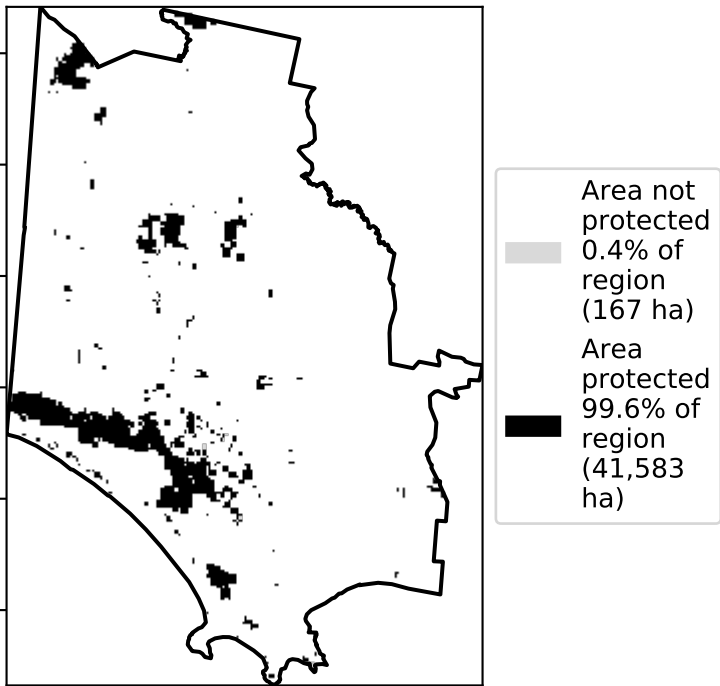 Area not
protected
0.4% of
region
(167 ha)
Area
protected
99.6% of
region
(41,583
ha)